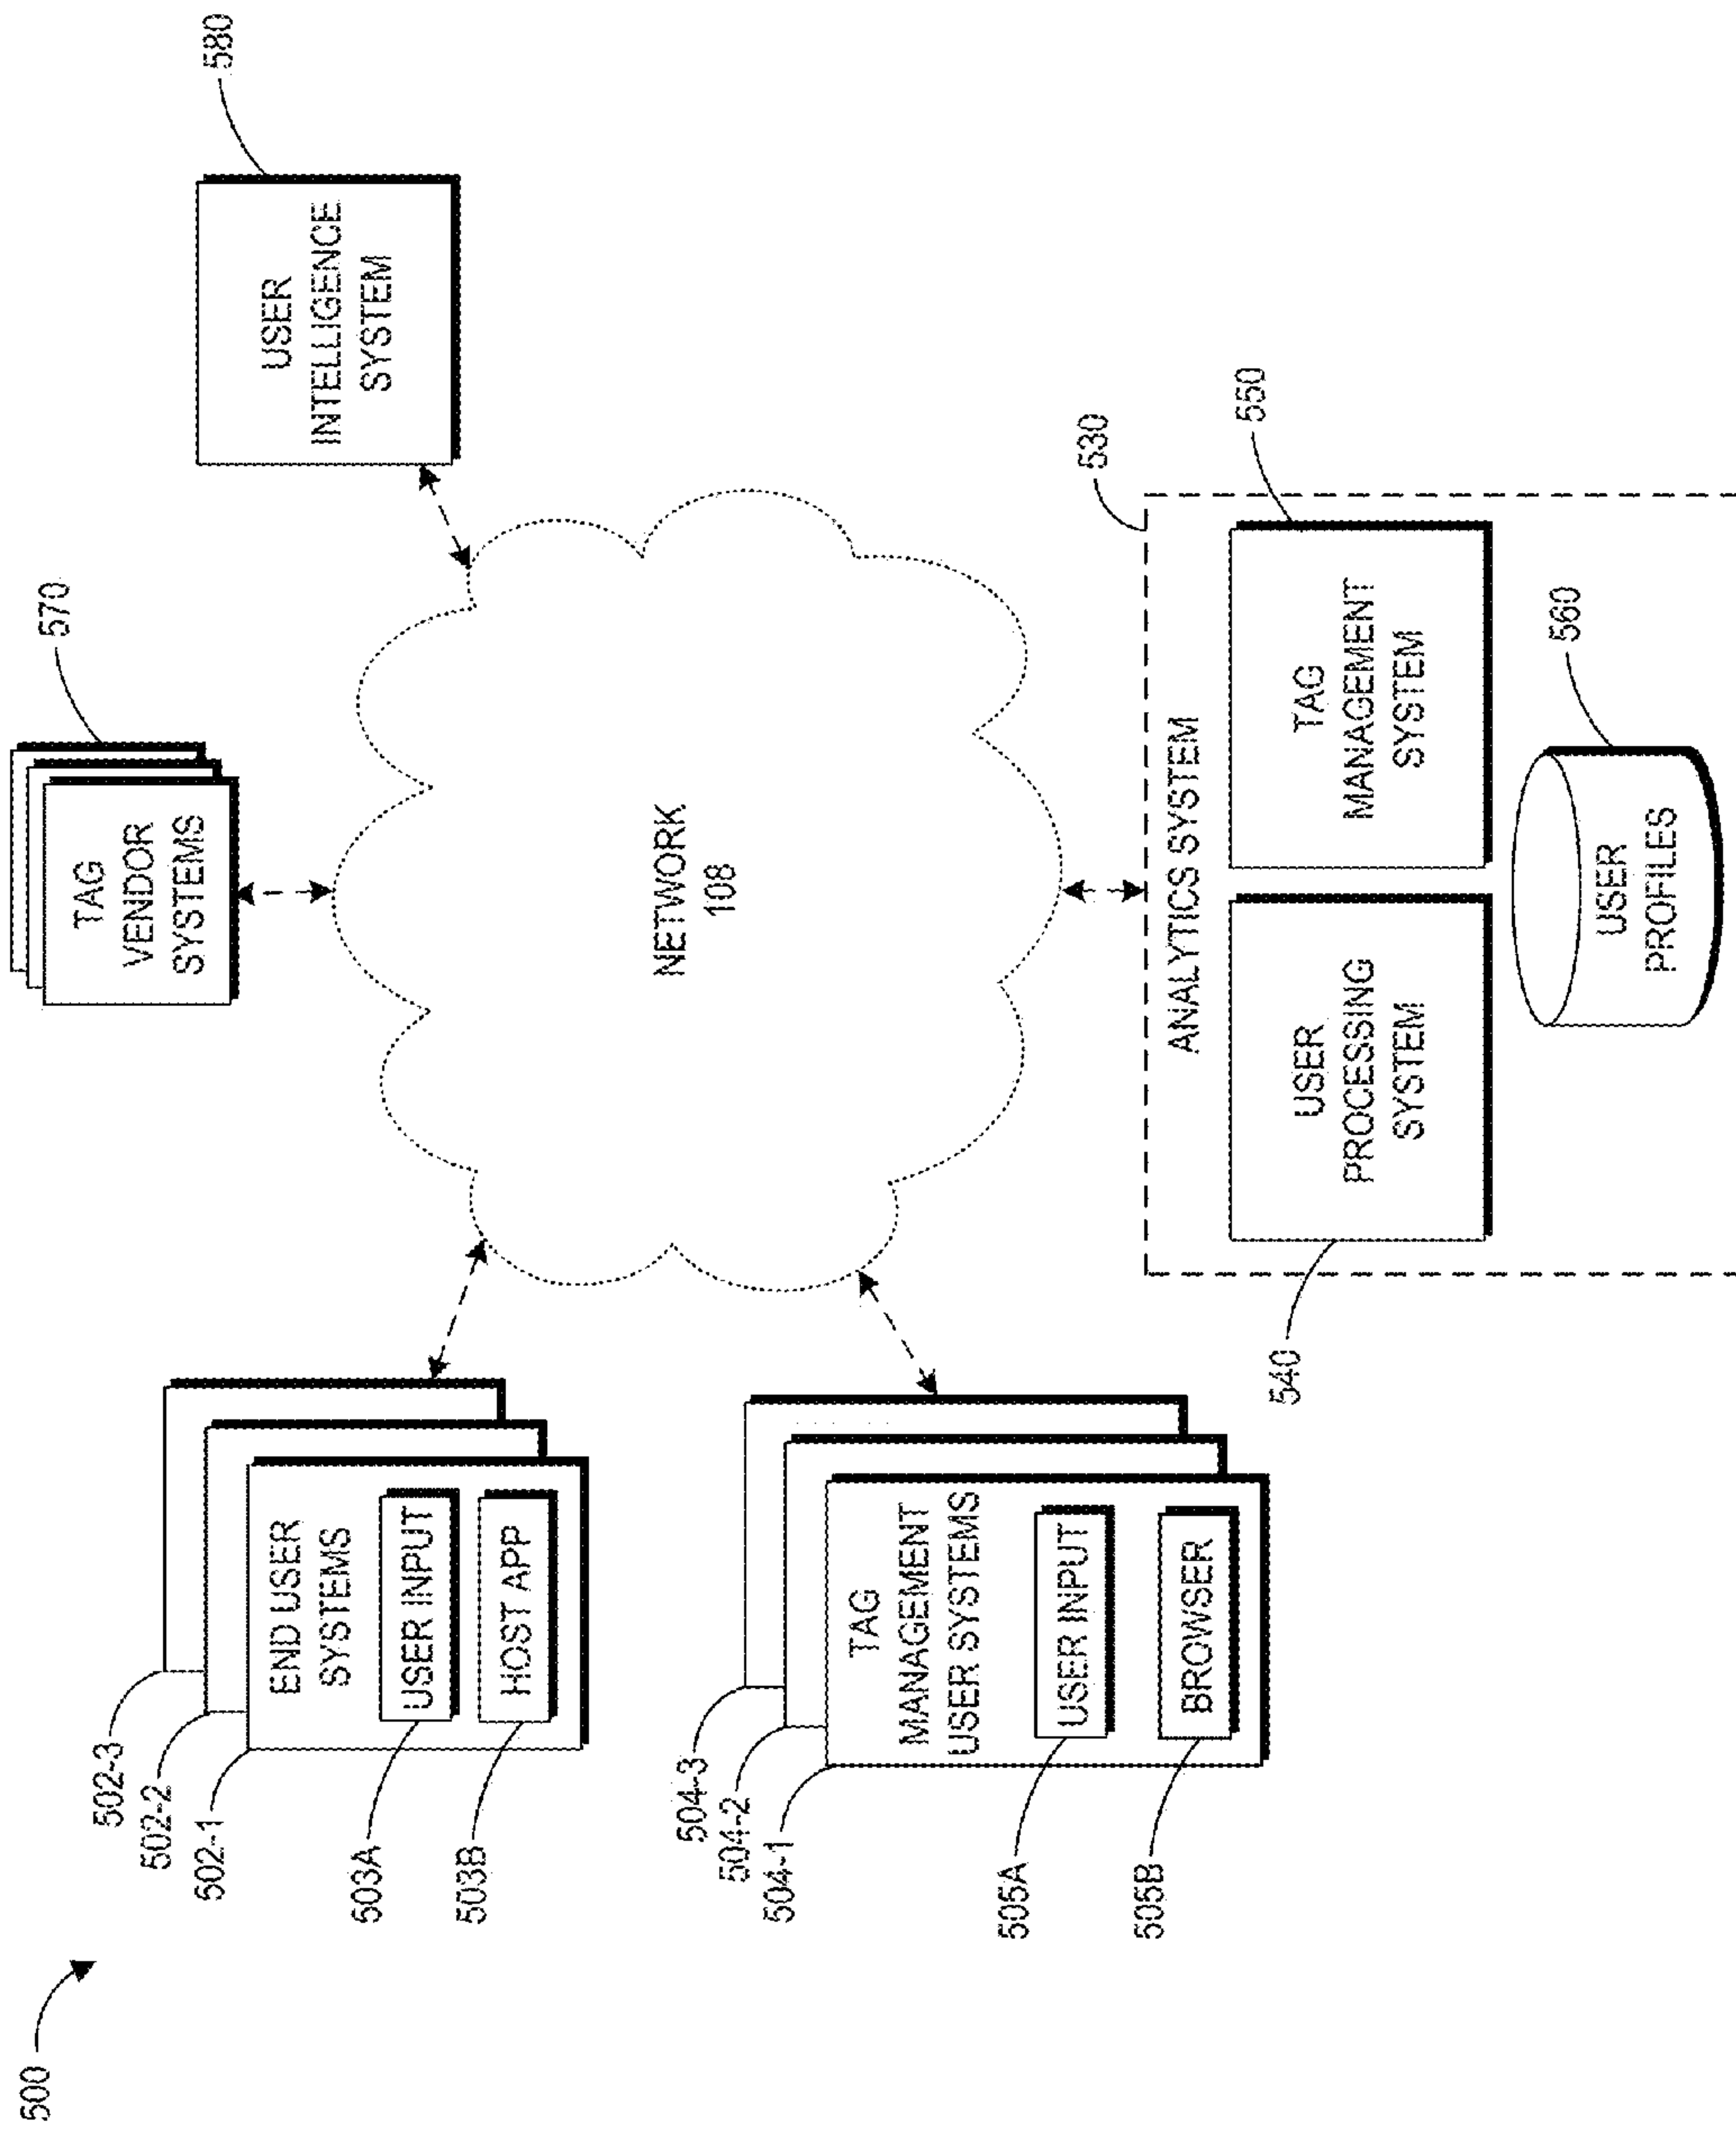 500
502-3
502-2
502-1
END USER
SYSTEMS
USER INPUT
HOST APP
503A
503B
504-3
504-2
504-1
TAG
MANAGEMENT
USER SYSTEMS
USER INPUT
BROWSER
505A
505B
TAG
VENDOR
SYSTEMS
570
USER
INTELLIGENCE
SYSTEM
580
NETWORK
108
530
ANALYTICS SYSTEM
USER
PROCESSING
SYSTEM
540
TAG
MANAGEMENT
SYSTEM
550
USER
PROFILES
560